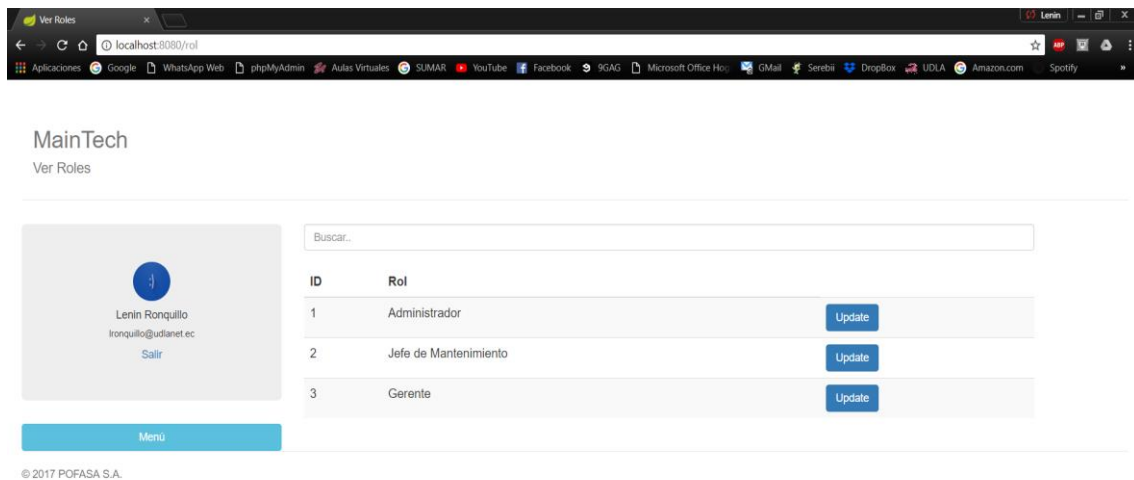 Ver Roles
Lenin
localhost:8080/rol
Aplicaciones Google WhatsApp Web phpMyAdmin Aulas Virtuales SUMAR YouTube Facebook 9GAG Microsoft Office Hog GMail Serebii DropBox UDLA Amazon.com Spotify »
MainTech
Ver Roles
Buscar..
ID Rol
1 Administrador Update
2 Jefe de Mantenimiento Update
3 Gerente Update
:)
Lenin Ronquillo
lronquillo@udlanet.ec
Salir
Menú
© 2017 POFASA S.A.